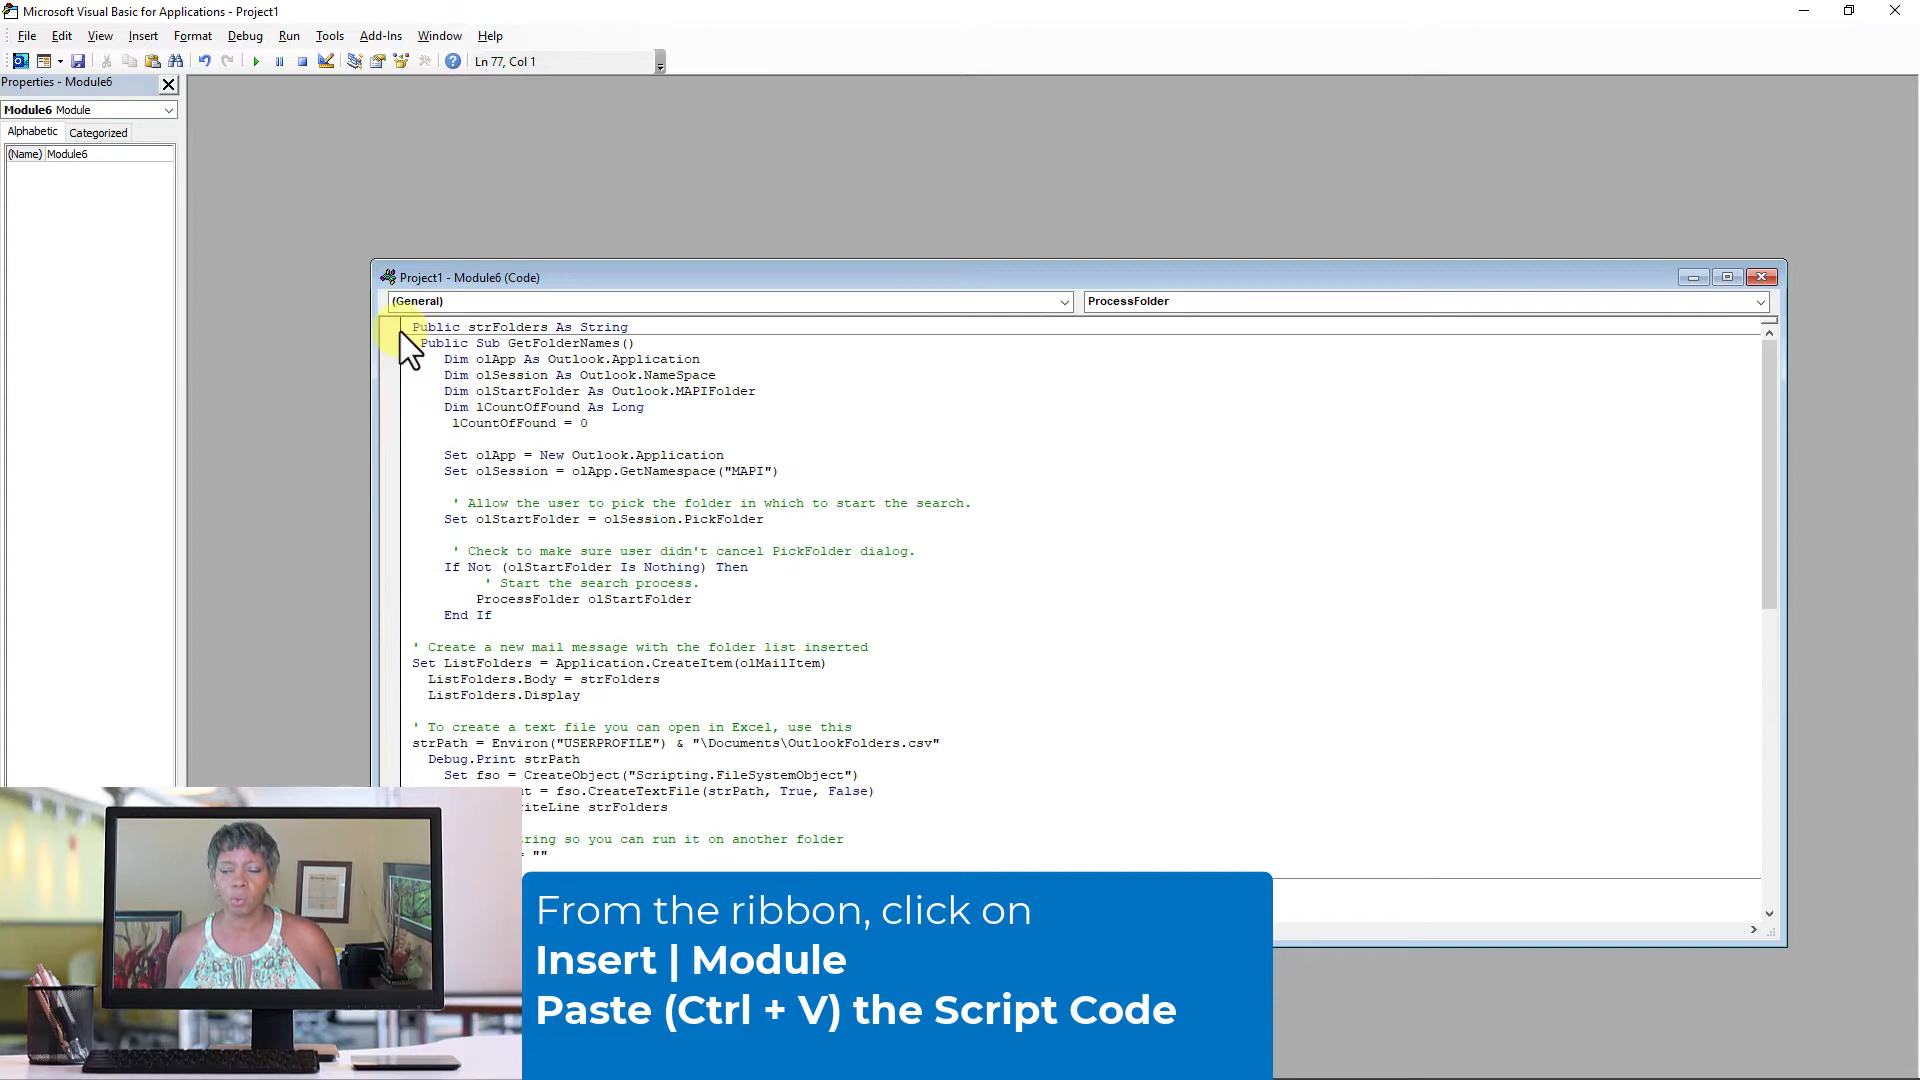 Microsoft Visual Basic for Applications - Project1
File Edit View Insert Format Debug Run Tools Add-Ins Window Help
Ln 77, Col 1
Properties - Module6
Module6 Module
Alphabetic Categorized
(Name) Module6
Project1 - Module6 (Code)
(General) ProcessFolder
Public strFolders As String
Public Sub GetFolderNames()
Dim olApp As Outlook.Application
Dim olSession As Outlook.NameSpace
Dim olStartFolder As Outlook.MAPIFolder
Dim lCountOfFound As Long
lCountOfFound = 0
Set olApp = New Outlook.Application
Set olSession = olApp.GetNamespace("MAPI")
' Allow the user to pick the folder in which to start the search.
Set olStartFolder = olSession.PickFolder
' Check to make sure user didn't cancel PickFolder dialog.
If Not (olStartFolder Is Nothing) Then
' Start the search process.
ProcessFolder olStartFolder
End If
' Create a new mail message with the folder list inserted
Set ListFolders = Application.CreateItem(olMailItem)
ListFolders.Body = strFolders
ListFolders.Display
' To create a text file you can open in Excel, use this
strPath = Environ("USERPROFILE") & "\Documents\OutlookFolders.csv"
Debug.Print strPath
Set fso = CreateObject("Scripting.FileSystemObject")
t = fso.CreateTextFile(strPath, True, False)
iteLine strFolders
tring so you can run it on another folder
= ""
From the ribbon, click on
Insert | Module
Paste (Ctrl + V) the Script Code